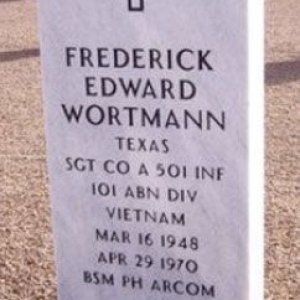 FREDERICK
EDWARD
WORTMANN
TEXAS
SGT CO A 501 INF
101 ABN DIV
VIETNAM
MAR 16 1948
APR 29 1970
BSM PH ARCOM